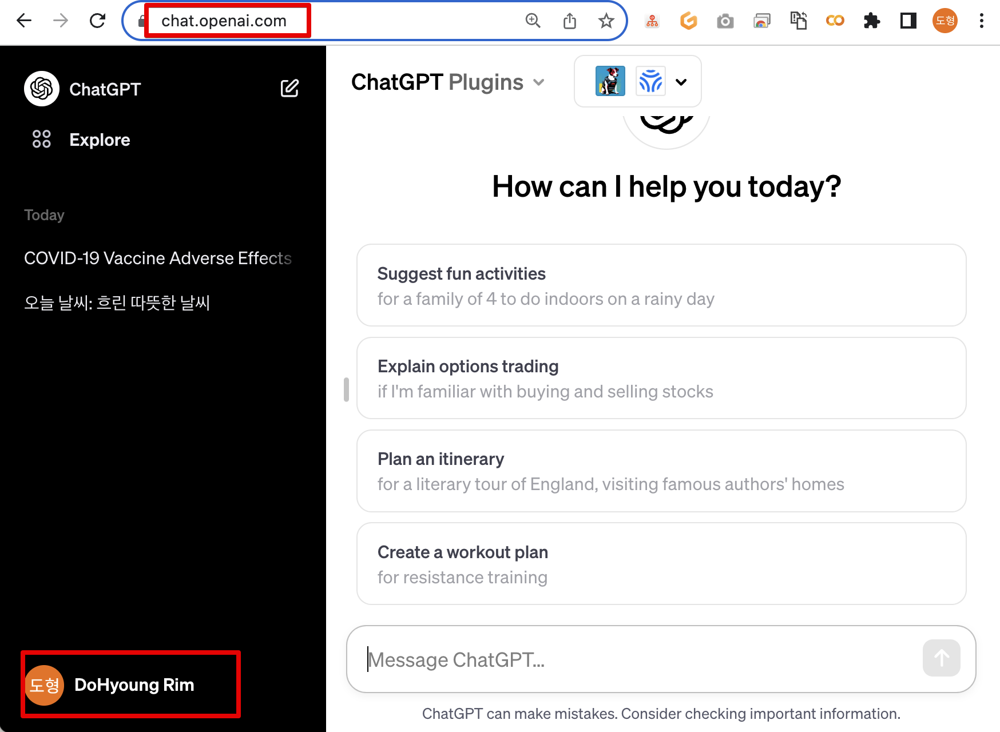 chat.openai.com
도형
ChatGPT
Explore
Today
COVID-19 Vaccine Adverse Effects
오늘 날씨: 흐린 따뜻한 날씨
도형 DoHyoung Rim
ChatGPT Plugins
How can I help you today?
Suggest fun activities
for a family of 4 to do indoors on a rainy day
Explain options trading
if I'm familiar with buying and selling stocks
Plan an itinerary
for a literary tour of England, visiting famous authors' homes
Create a workout plan
for resistance training
Message ChatGPT...
ChatGPT can make mistakes. Consider checking important information.